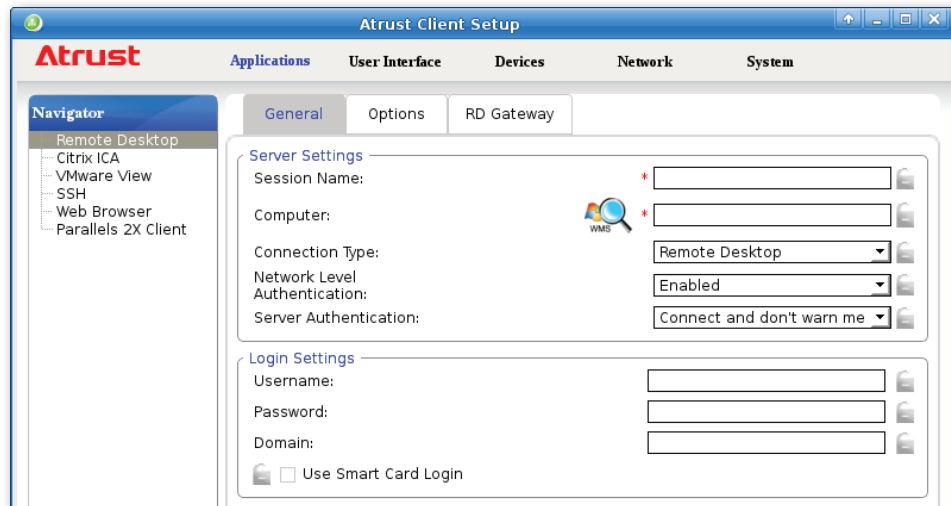 Atrust Client Setup
Atrust
Applications User Interface Devices Network System
Navigator
Remote Desktop
Citrix ICA
VMware View
SSH
Web Browser
Parallels 2X Client
General Options RD Gateway
Server Settings
Session Name: *
Computer: WMS *
Connection Type: Remote Desktop
Network Level
Authentication: Enabled
Server Authentication: Connect and don't warn me
Login Settings
Username:
Password:
Domain:
Use Smart Card Login